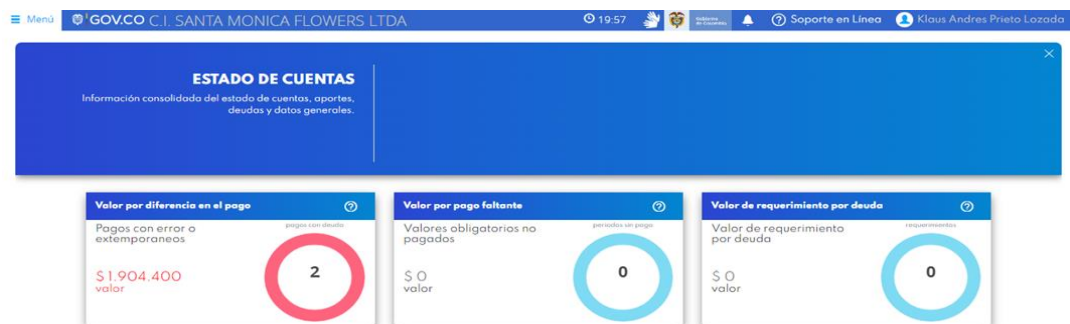 Menú GOV.CO C.I. SANTA MONICA FLOWERS LTDA 19:57 Soporte en Línea Klaus Andres Prieto Lozada
ESTADO DE CUENTAS
Información consolidada del estado de cuentas, aportes,
deudas y datos generales.
Valor por diferencia en el pago
Pagos con error o
extemporaneos
pagos con deuda
2
$1.904.400
valor
Valor por pago faltante
Valores obligatorios no
pagados
periodos sin pago
0
$0
valor
Valor de requerimiento por deuda
Valor de requerimiento
por deuda
requerimientos
0
$0
valor